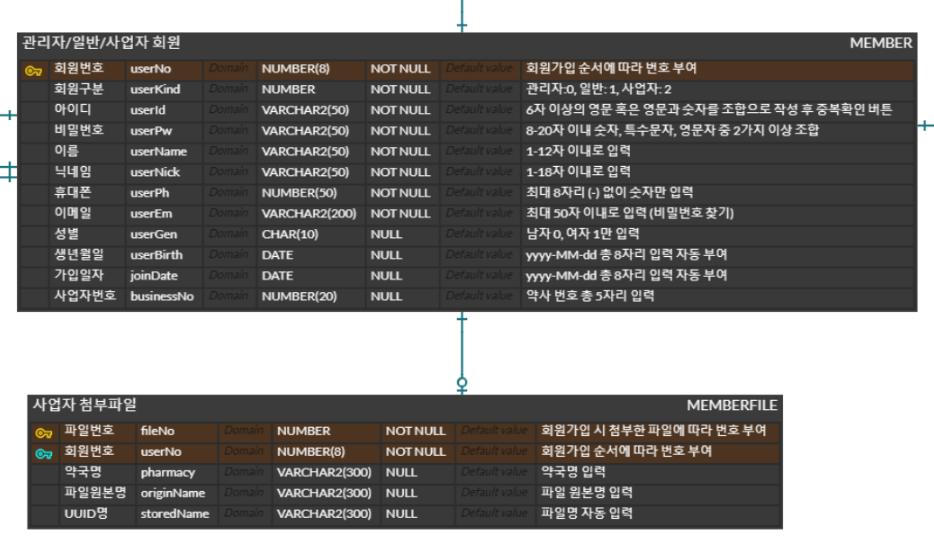 관리자/일반/사업자 회원 MEMBER
회원번호 userNo Domain NUMBER(8) NOT NULL Default value 회원가입 순서에 따라 번호 부여
회원구분 userKind Domain NUMBER NOT NULL Default value 관리자:0, 일반: 1, 사업자: 2
아이디 userId Domain VARCHAR2(50) NOT NULL Default value 6자 이상의 영문 혹은 영문과 숫자를 조합으로 작성 후 중복확인 버튼
비밀번호 userPw Domain VARCHAR2(50) NOT NULL Default value 8-20자 이내 숫자, 특수문자, 영문자 중 2가지 이상 조합
이름 userName Domain VARCHAR2(50) NOT NULL Default value 1-12자 이내로 입력
닉네임 userNick Domain VARCHAR2(50) NOT NULL Default value 1-18자 이내로 입력
휴대폰 userPh Domain NUMBER(50) NOT NULL Default value 최대 8자리 (-) 없이 숫자만 입력
이메일 userEm Domain VARCHAR2(200) NOT NULL Default value 최대 50자 이내로 입력 (비밀번호 찾기)
성별 userGen Domain CHAR(10) NULL Default value 남자 0, 여자 1만 입력
생년월일 userBirth Domain DATE NULL Default value yyyy-MM-dd 총 8자리 입력 자동 부여
가입일자 joinDate Domain DATE NULL Default value yyyy-MM-dd 총 8자리 입력 자동 부여
사업자번호 businessNo Domain NUMBER(20) NULL Default value 약사 번호 총 5자리 입력
사업자 첨부파일 MEMBERFILE
파일번호 fileNo Domain NUMBER NOT NULL Default value 회원가입 시 첨부한 파일에 따라 번호 부여
회원번호 userNo Domain NUMBER(8) NOT NULL Default value 회원가입 순서에 따라 번호 부여
약국명 pharmacy Domain VARCHAR2(300) NULL Default value 약국명 입력
파일원본명 originName Domain VARCHAR2(300) NULL Default value 파일 원본명 입력
UUID명 storedName Domain VARCHAR2(300) NULL Default value 파일명 자동 입력